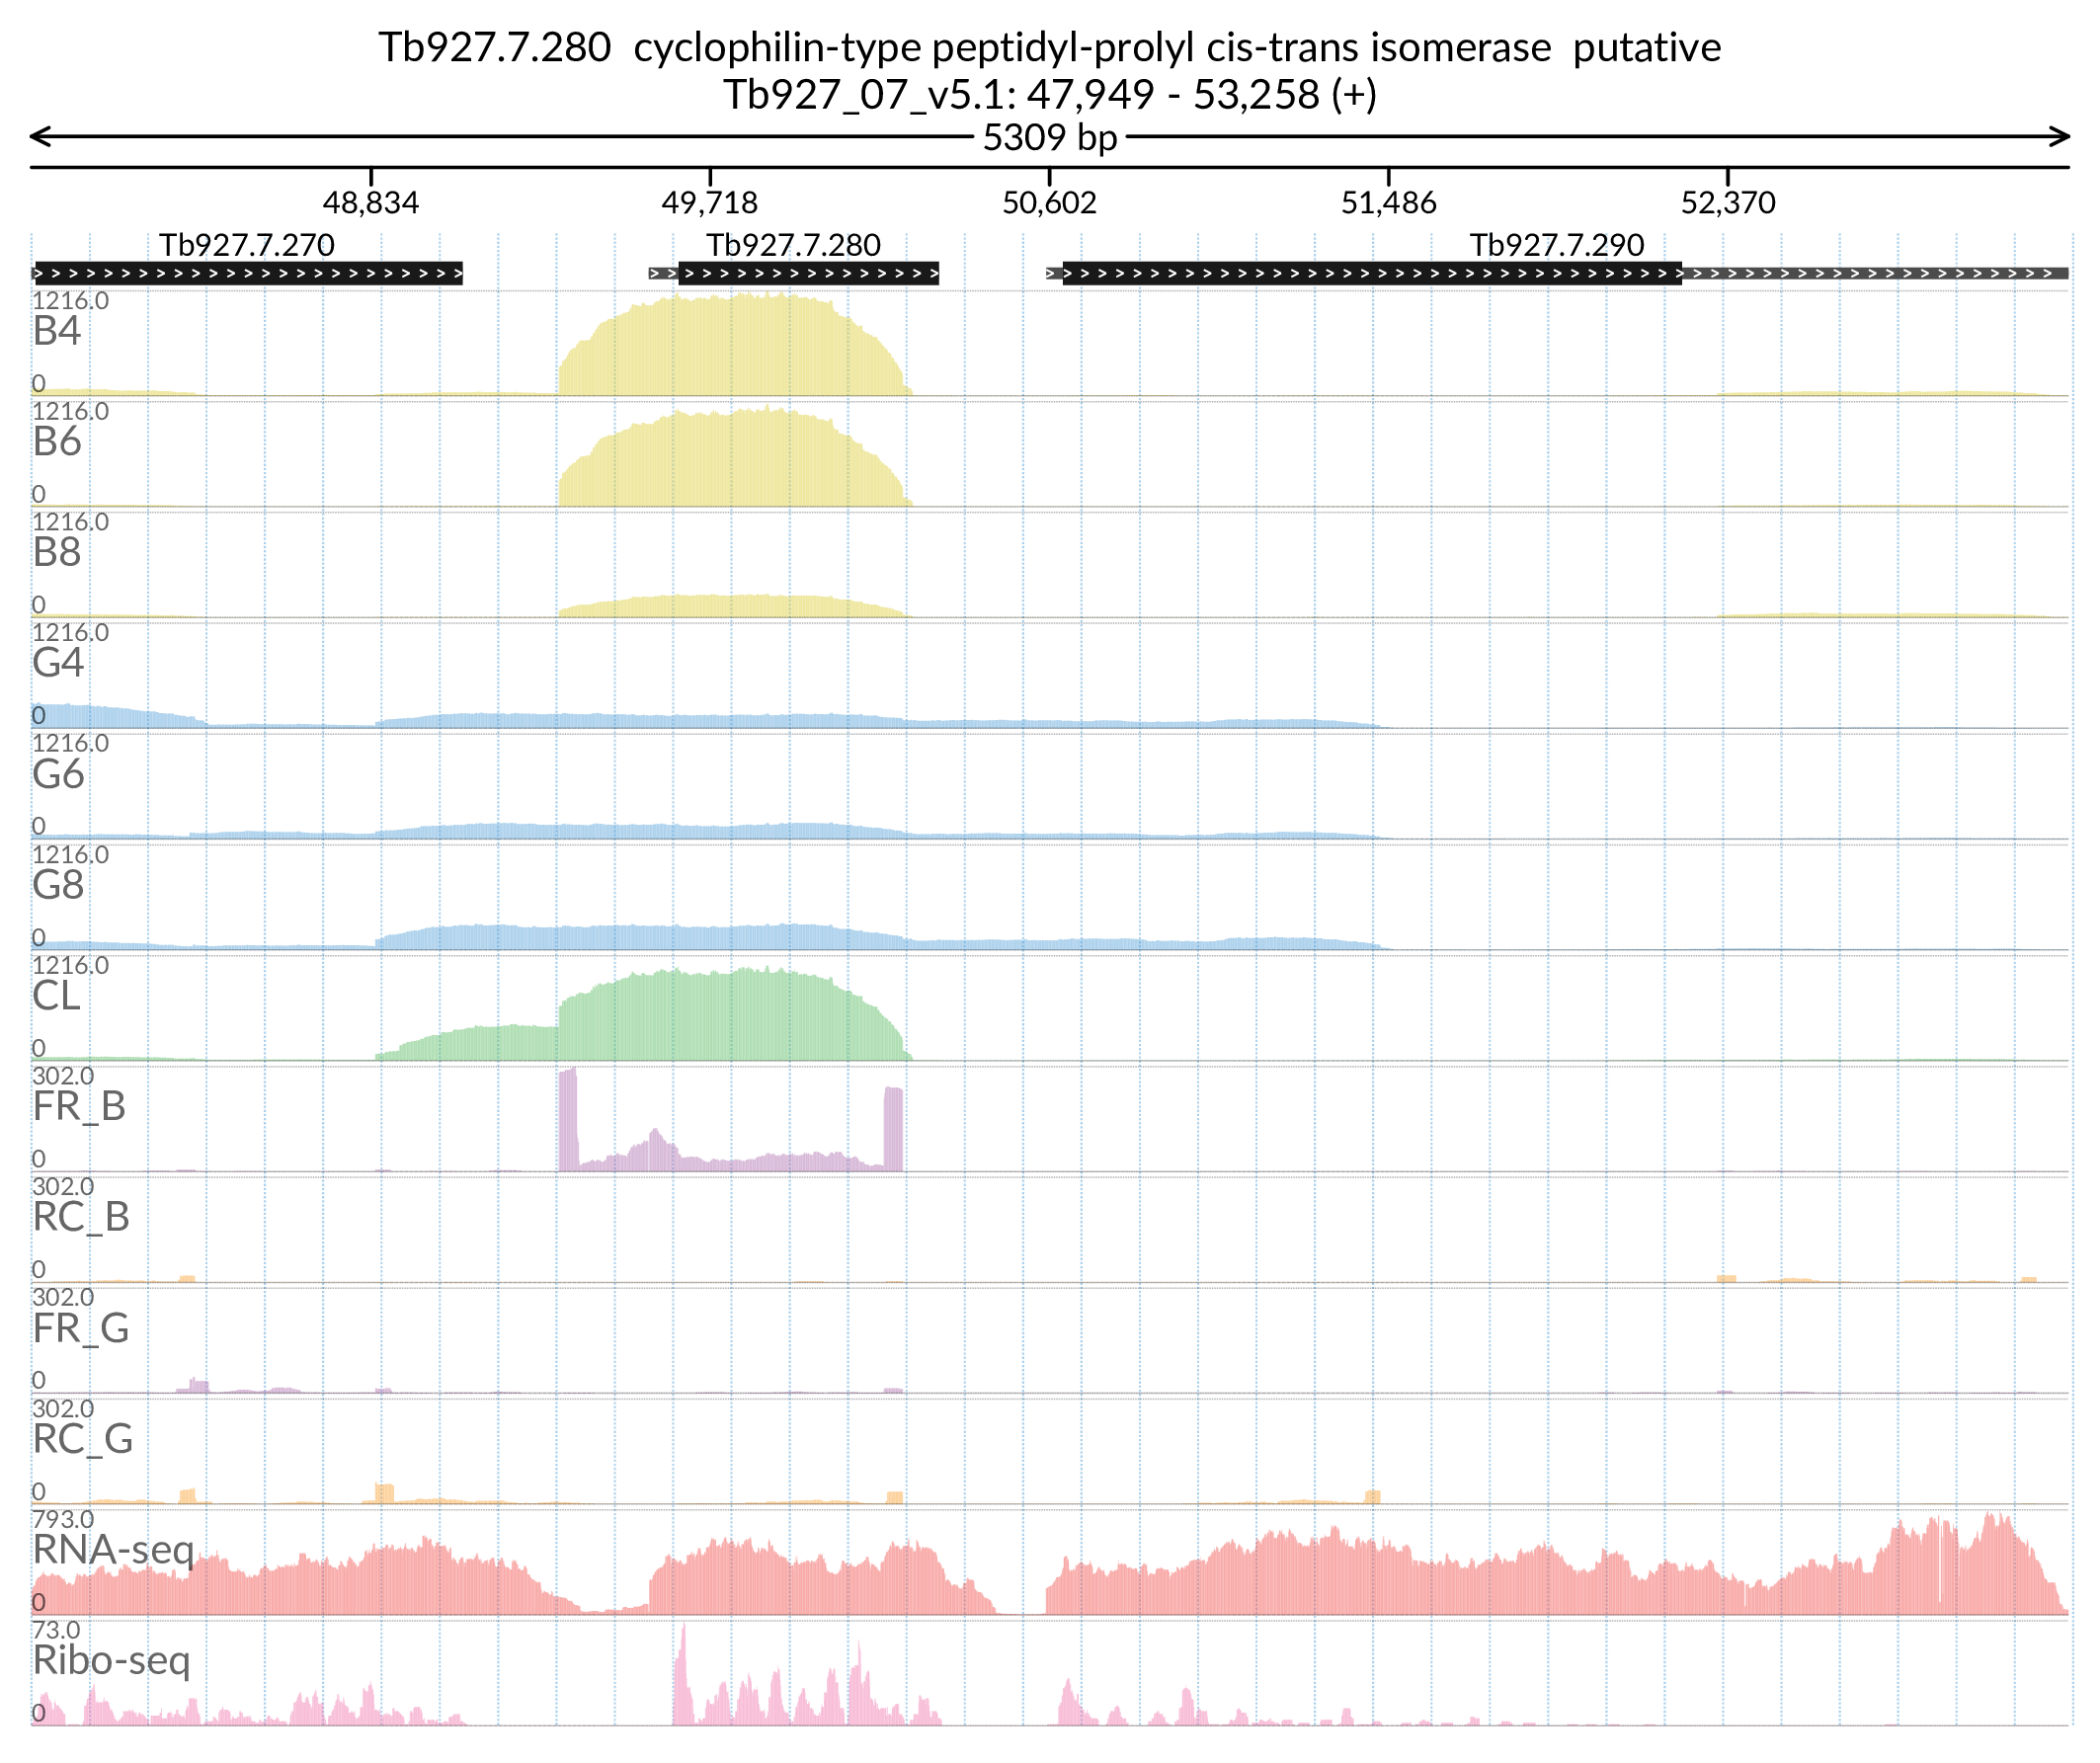 Tb927.7.280  cyclophilin-type peptidyl-prolyl cis-trans isomerase  putative
Tb927_07_v5.1: 47,949 - 53,258 (+)
5309 bp
48,834 49,718 50,602 51,486 52,370
Tb927.7.270 Tb927.7.280 Tb927.7.290
1216.0
B4
0
1216.0
B6
0
1216.0
B8
0
1216.0
G4
0
1216.0
G6
0
1216.0
G8
0
1216.0
CL
0
302.0
FR_B
0
302.0
RC_B
0
302.0
FR_G
0
302.0
RC_G
0
793.0
RNA-seq
0
73.0
Ribo-seq
0